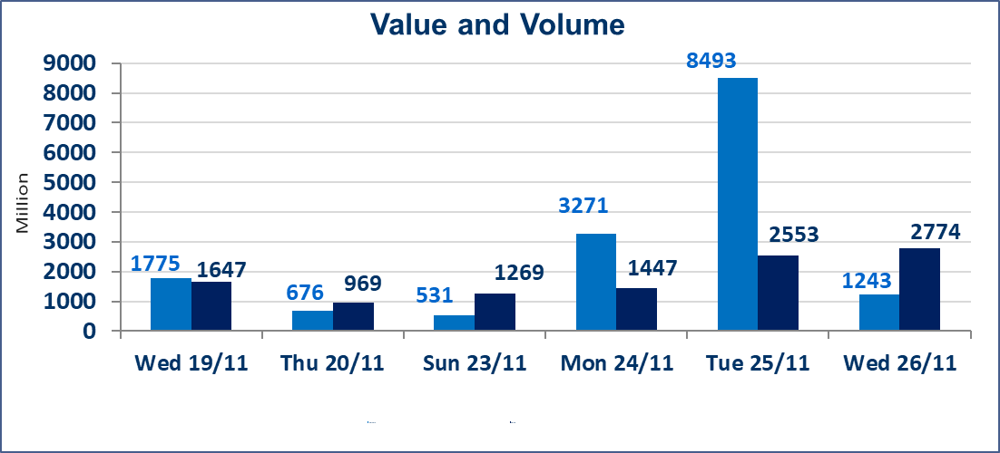 Value and Volume
Million
9000
8000
7000
6000
5000
4000
3000
2000
1000
0
1775
1647
676
969
531
1269
3271
1447
8493
2553
1243
2774
Wed 19/11
Thu 20/11
Sun 23/11
Mon 24/11
Tue 25/11
Wed 26/11